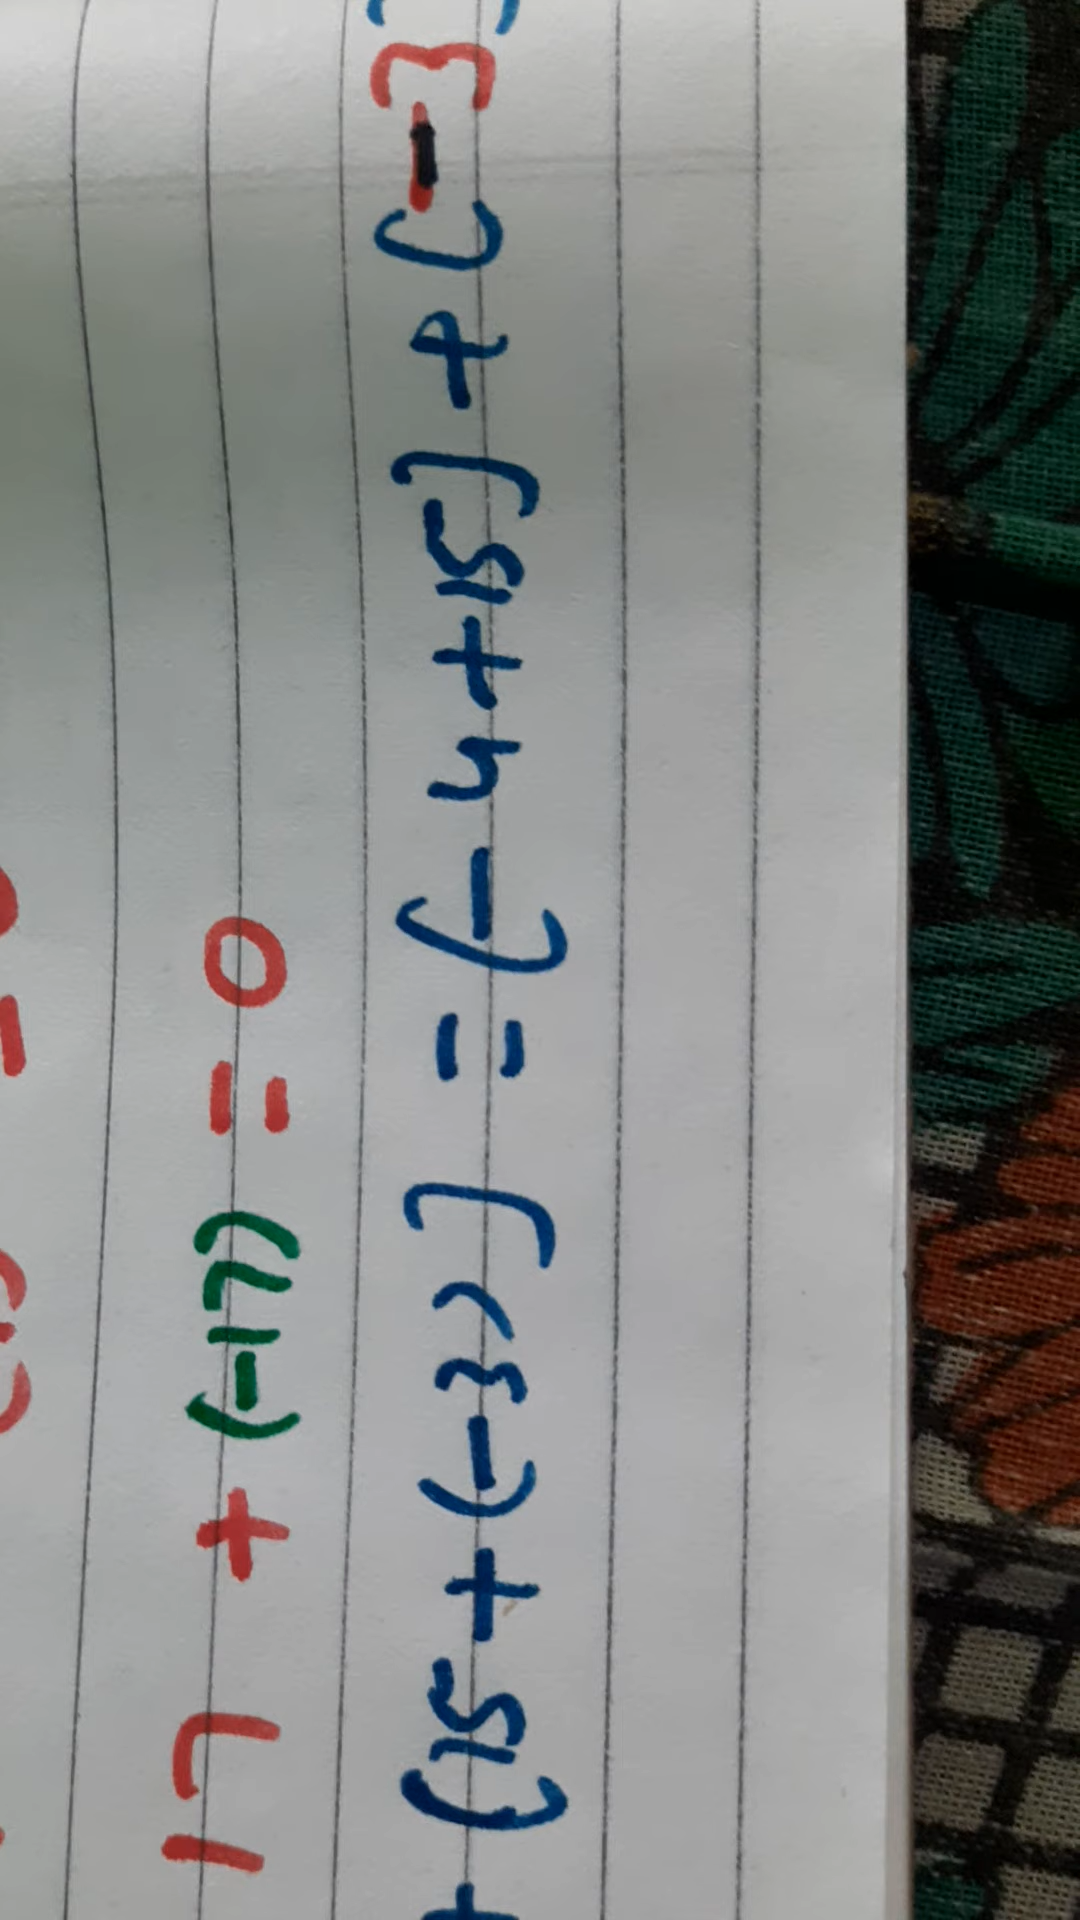 17 + (-17) = 0
+ [15 + (-3)] = [-4+15] + (-3)